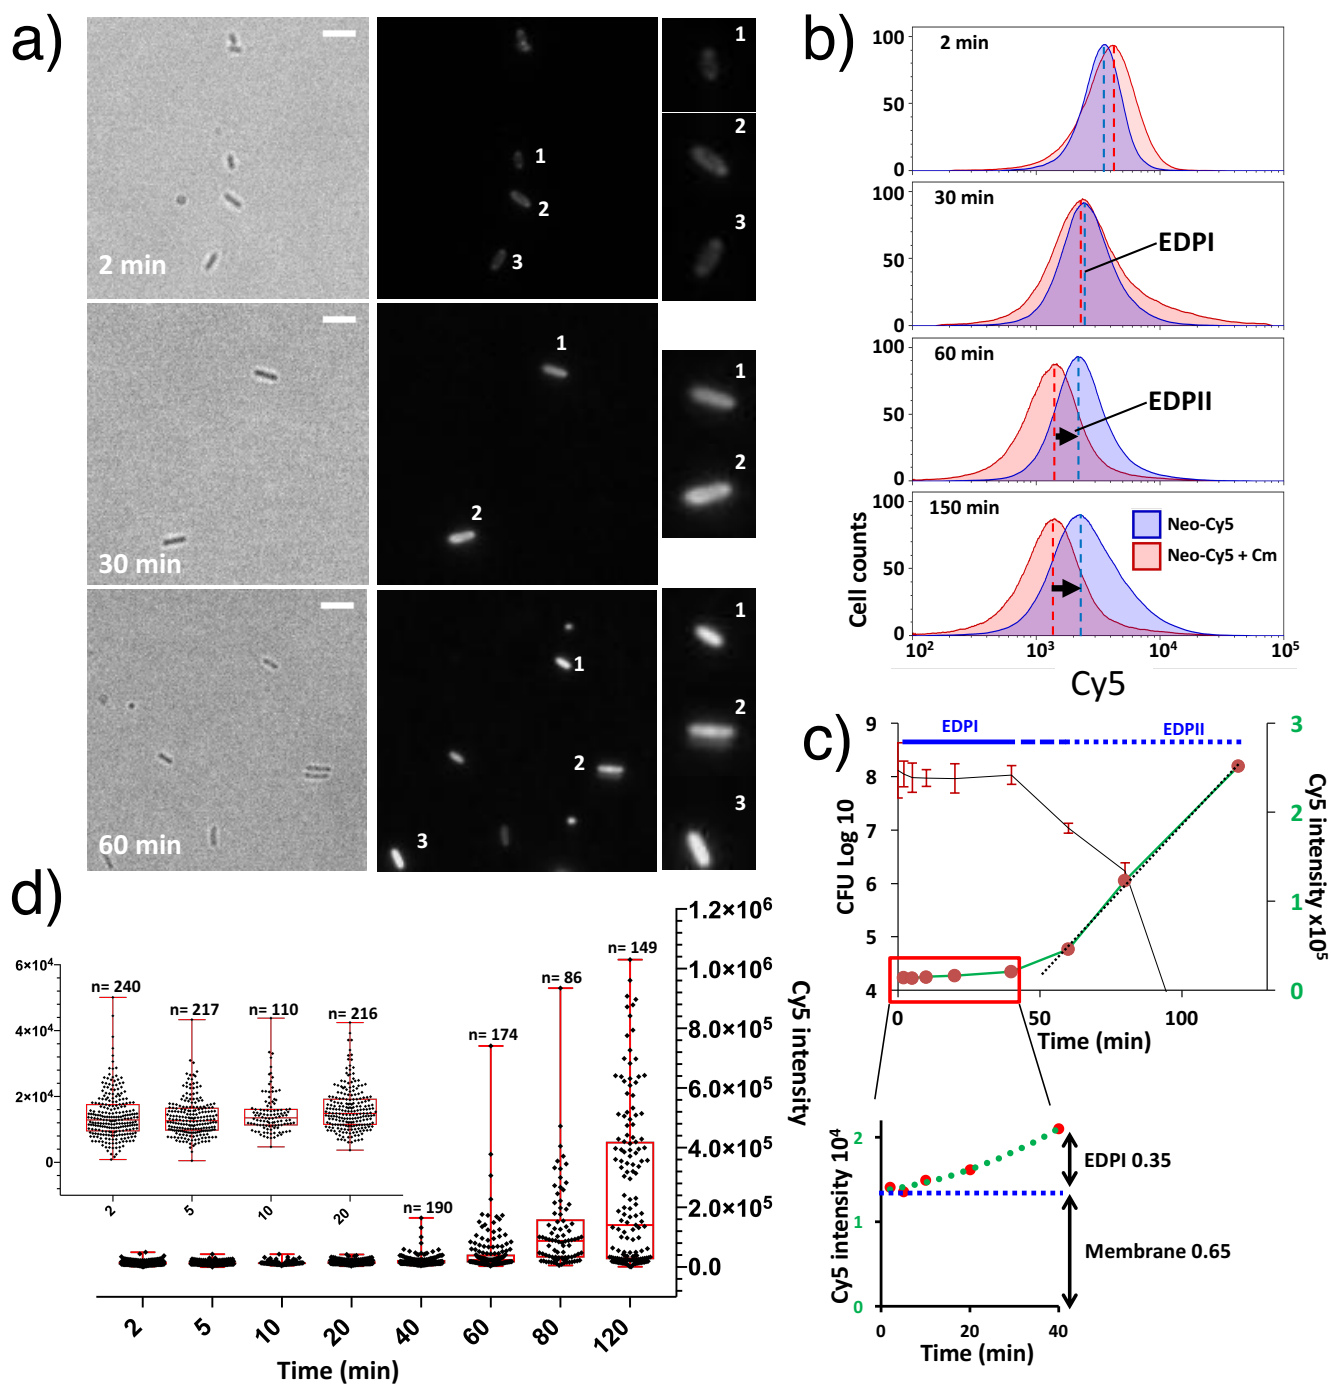 a)
2 min
1
2
3
1
2
3
30 min
1
2
1
2
60 min
1
2
3
1
2
3
b)
100
50
0
2 min
100
50
0
30 min
EDPI
100
50
0
60 min
EDPII
100
50
0
150 min
Neo-Cy5
Neo-Cy5 + Cm
Cell counts
10² 10³ 10⁴ 10⁵
Cy5
c)
9
8
7
6
5
4
CFU Log 10
EDPI
EDPII
3
2
1
0
Cy5 intensity x10⁵
0 50 100
Time (min)
2
1
0
Cy5 intensity 10⁴
EDPI 0.35
Membrane 0.65
0 20 40
Time (min)
d)
6×10⁴
4×10⁴
2×10⁴
0
n= 240
n= 217
n= 110
n= 216
2 5 10 20
n= 190
n= 174
n= 86
n= 149
1.2×10⁶
1.0×10⁶
8.0×10⁵
6.0×10⁵
4.0×10⁵
2.0×10⁵
0.0
Cy5 intensity
2 5 10 20 40 60 80 120
Time (min)